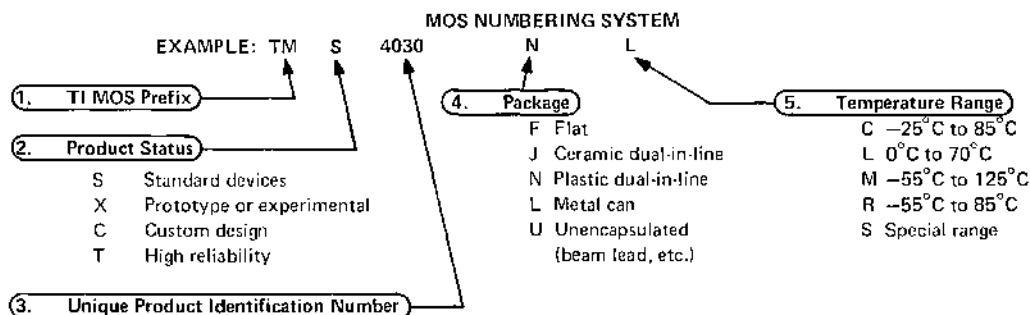 MOS NUMBERING SYSTEM
EXAMPLE: TM S 4030 N L
1. TI MOS Prefix
2. Product Status
S Standard devices
X Prototype or experimental
C Custom design
T High reliability
3. Unique Product Identification Number
4. Package
F Flat
J Ceramic dual-in-line
N Plastic dual-in-line
L Metal can
U Unencapsulated
(beam lead, etc.)
5. Temperature Range
C −25°C to 85°C
L 0°C to 70°C
M −55°C to 125°C
R −55°C to 85°C
S Special range